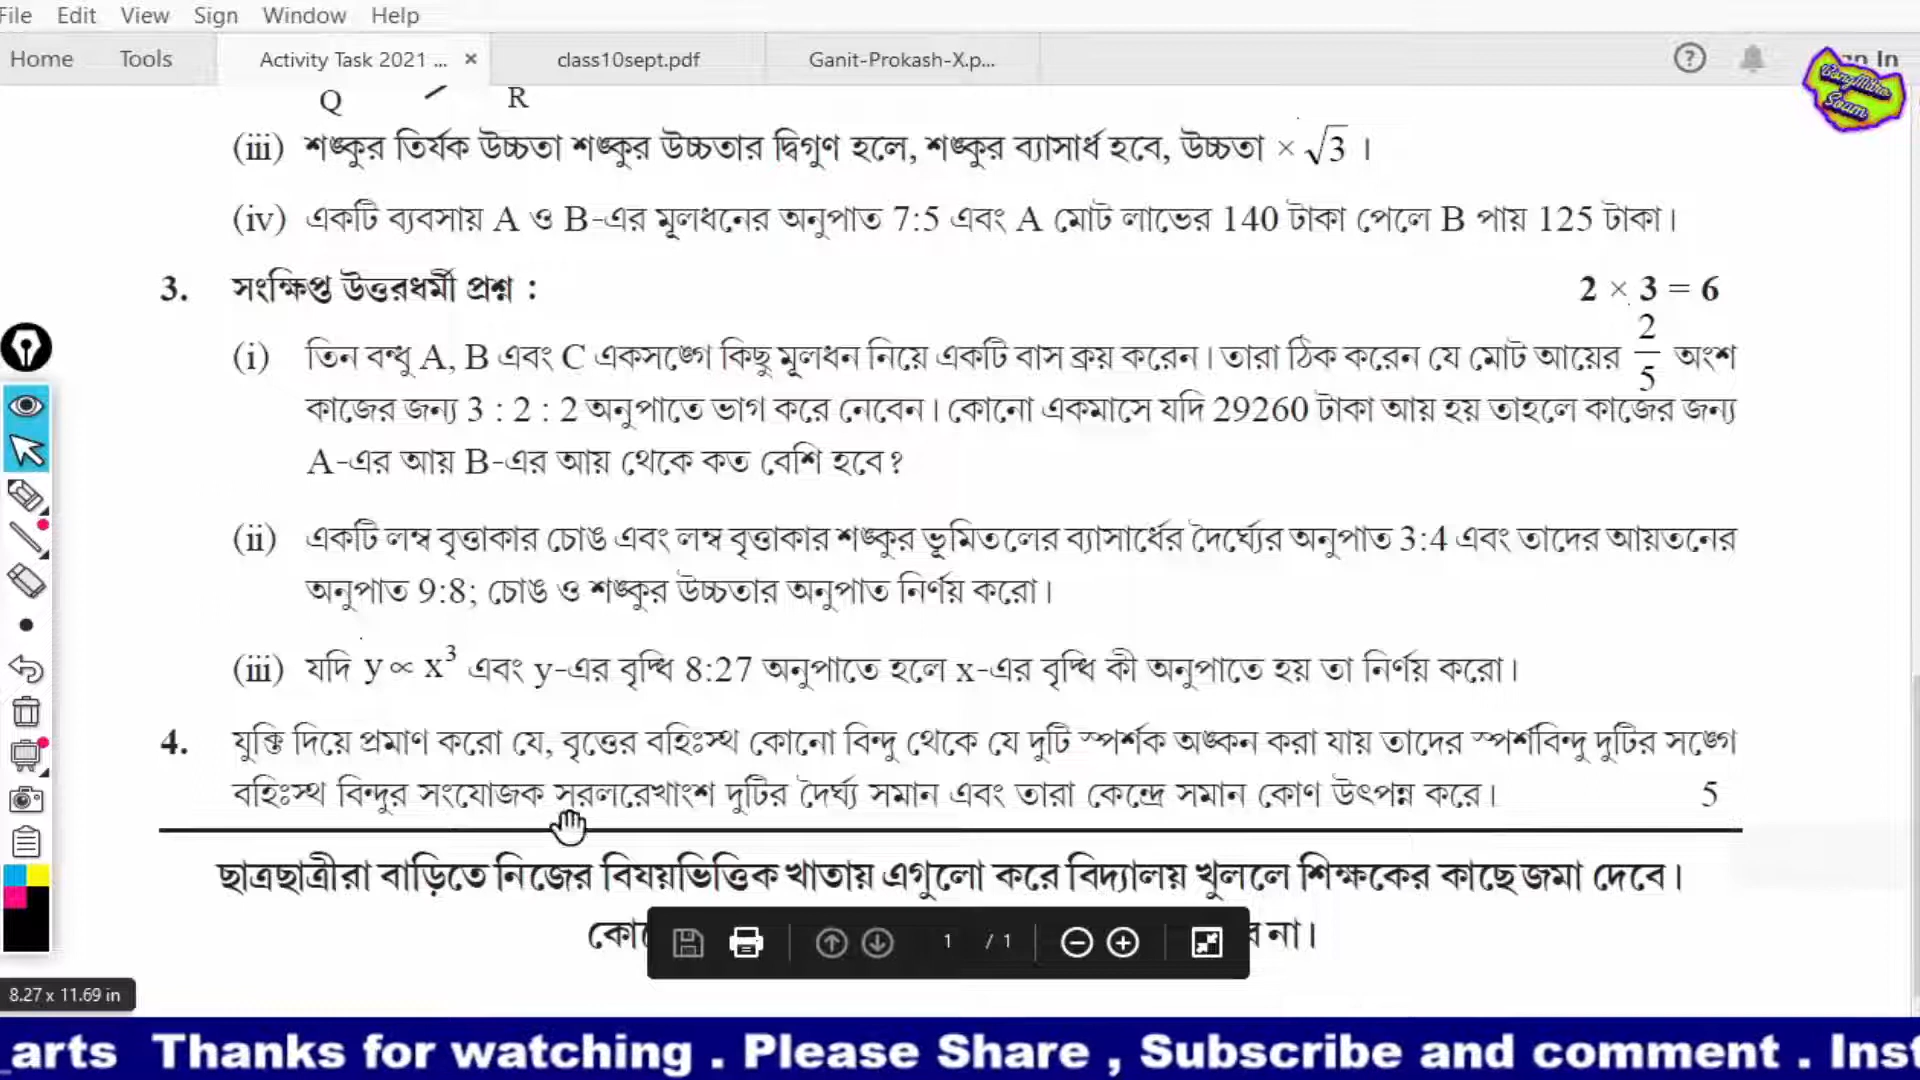 File Edit View Sign Window Help
Home Tools Activity Task 2021 ... × class10sept.pdf Ganit-Prokash-X.p... n In
BongMitra Soum
Q R
(iii) শঙ্কুর তির্যক উচ্চতা শঙ্কুর উচ্চতার দ্বিগুণ হলে, শঙ্কুর ব্যাসার্ধ হবে, উচ্চতা × √3 ।
(iv) একটি ব্যবসায় A ও B-এর মূলধনের অনুপাত 7:5 এবং A মোট লাভের 140 টাকা পেলে B পায় 125 টাকা।
3. সংক্ষিপ্ত উত্তরধর্মী প্রশ্ন : 2 × 3 = 6
(i) তিন বন্ধু A, B এবং C একসঙ্গে কিছু মূলধন নিয়ে একটি বাস ক্রয় করেন। তারা ঠিক করেন যে মোট আয়ের 2/5 অংশ
কাজের জন্য 3 : 2 : 2 অনুপাতে ভাগ করে নেবেন। কোনো একমাসে যদি 29260 টাকা আয় হয় তাহলে কাজের জন্য
A-এর আয় B-এর আয় থেকে কত বেশি হবে?
(ii) একটি লম্ব বৃত্তাকার চোঙ এবং লম্ব বৃত্তাকার শঙ্কুর ভূমিতলের ব্যাসার্ধের দৈর্ঘ্যের অনুপাত 3:4 এবং তাদের আয়তনের
অনুপাত 9:8; চোঙ ও শঙ্কুর উচ্চতার অনুপাত নির্ণয় করো।
(iii) যদি y ∝ x³ এবং y-এর বৃদ্ধি 8:27 অনুপাতে হলে x-এর বৃদ্ধি কী অনুপাতে হয় তা নির্ণয় করো।
4. যুক্তি দিয়ে প্রমাণ করো যে, বৃত্তের বহিঃস্থ কোনো বিন্দু থেকে যে দুটি স্পর্শক অঙ্কন করা যায় তাদের স্পর্শবিন্দু দুটির সঙ্গে
বহিঃস্থ বিন্দুর সংযোজক সরলরেখাংশ দুটির দৈর্ঘ্য সমান এবং তারা কেন্দ্রে সমান কোণ উৎপন্ন করে। 5
ছাত্রছাত্রীরা বাড়িতে নিজের বিষয়ভিত্তিক খাতায় এগুলো করে বিদ্যালয় খুললে শিক্ষকের কাছে জমা দেবে।
না।
1 / 1
8.27 x 11.69 in
_arts Thanks for watching . Please Share , Subscribe and comment . Inst